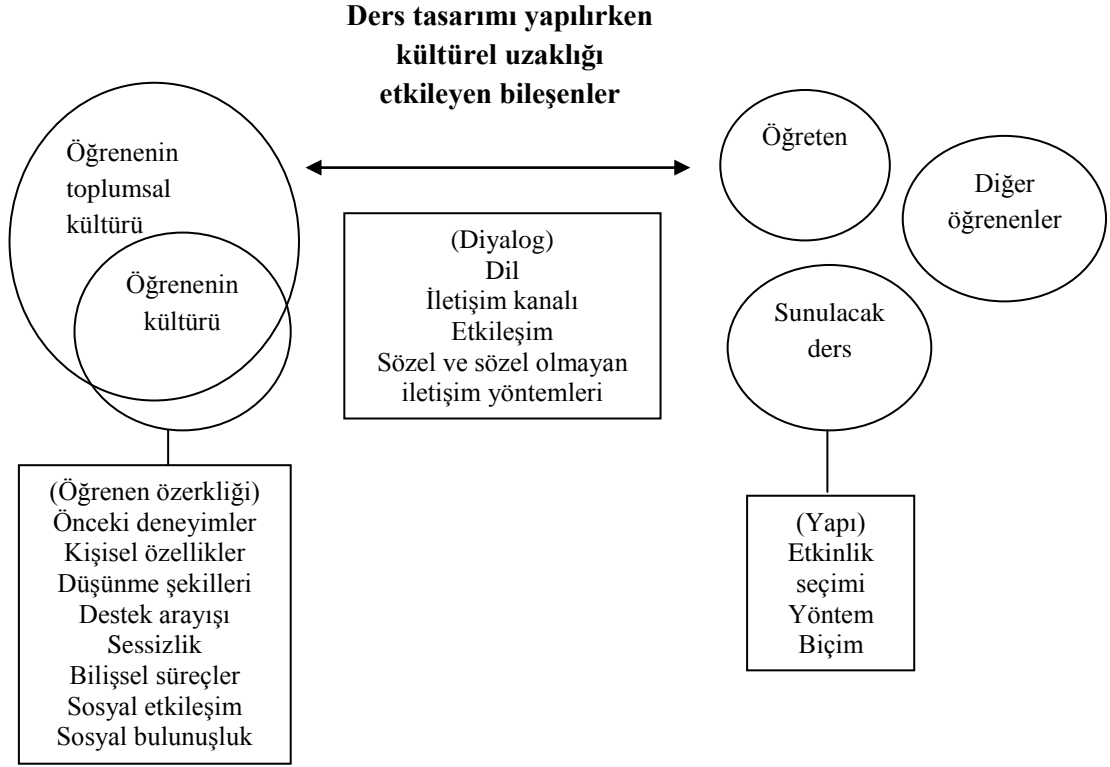 Ders tasarımı yapılırken
kültürel uzaklığı
etkileyen bileşenler
Öğrenenin
toplumsal
kültürü
Öğrenenin
kültürü
(Öğrenen özerkliği)
Önceki deneyimler
Kişisel özellikler
Düşünme şekilleri
Destek arayışı
Sessizlik
Bilişsel süreçler
Sosyal etkileşim
Sosyal bulunuşluk
(Diyalog)
Dil
İletişim kanalı
Etkileşim
Sözel ve sözel olmayan
iletişim yöntemleri
Öğreten
Diğer
öğrenenler
Sunulacak
ders
(Yapı)
Etkinlik
seçimi
Yöntem
Biçim